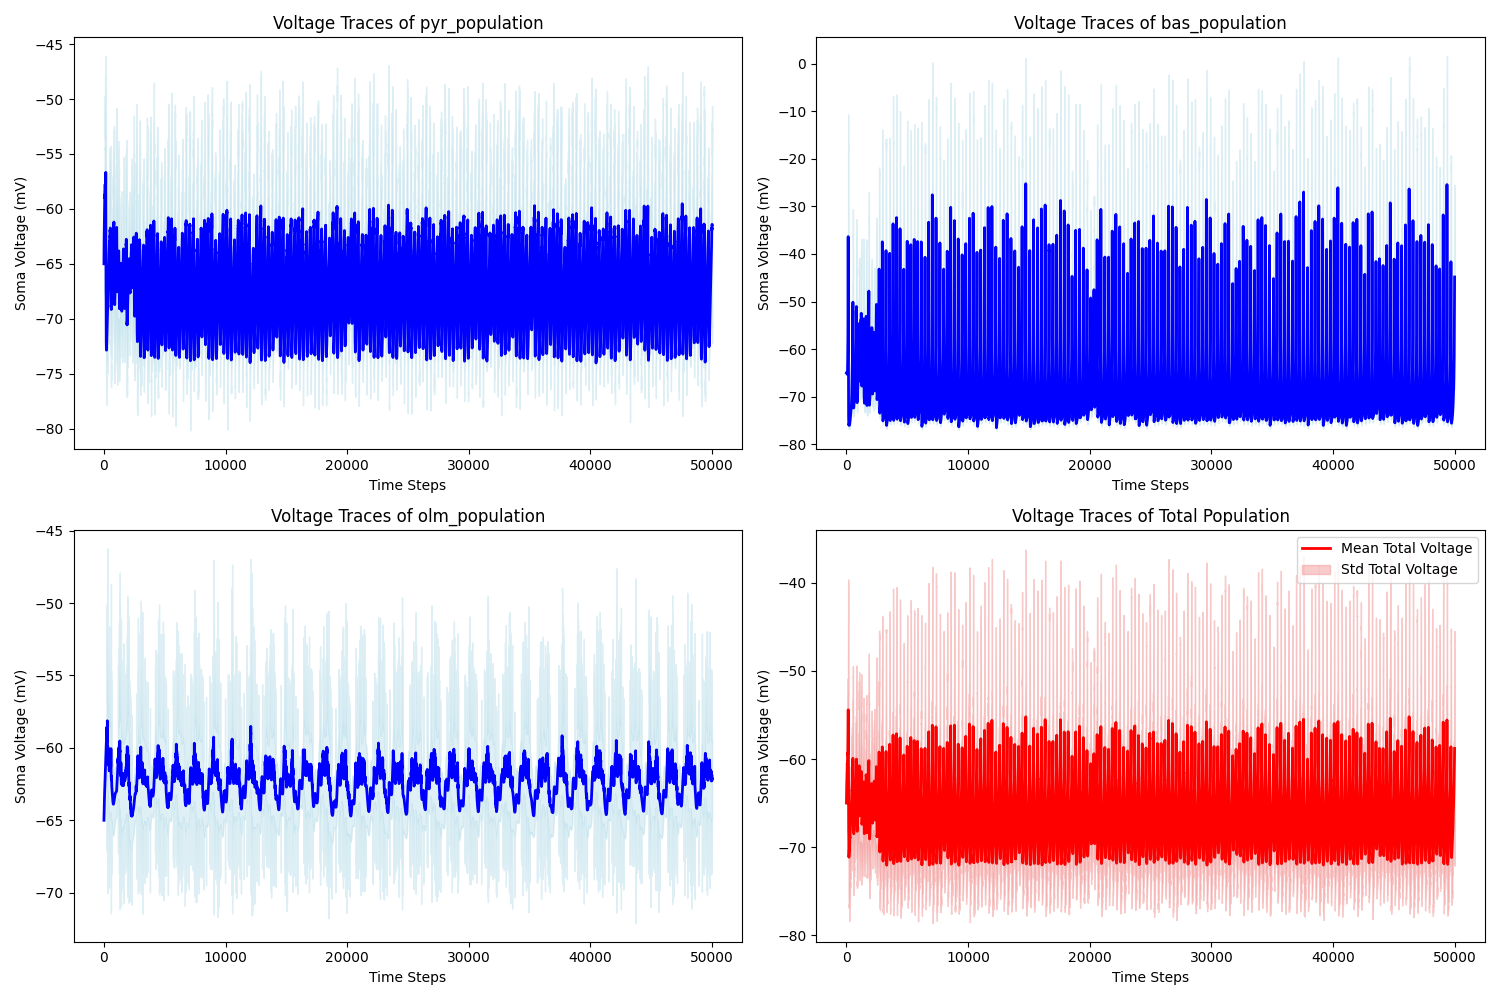 Voltage Traces of pyr_population
Soma Voltage (mV)
−45
−50
−55
−60
−65
−70
−75
−80
0 10000 20000 30000 40000 50000
Time Steps
Voltage Traces of bas_population
Soma Voltage (mV)
0
−10
−20
−30
−40
−50
−60
−70
−80
0 10000 20000 30000 40000 50000
Time Steps
Voltage Traces of olm_population
Soma Voltage (mV)
−45
−50
−55
−60
−65
−70
0 10000 20000 30000 40000 50000
Time Steps
Voltage Traces of Total Population
Mean Total Voltage
Std Total Voltage
Soma Voltage (mV)
−40
−50
−60
−70
−80
0 10000 20000 30000 40000 50000
Time Steps